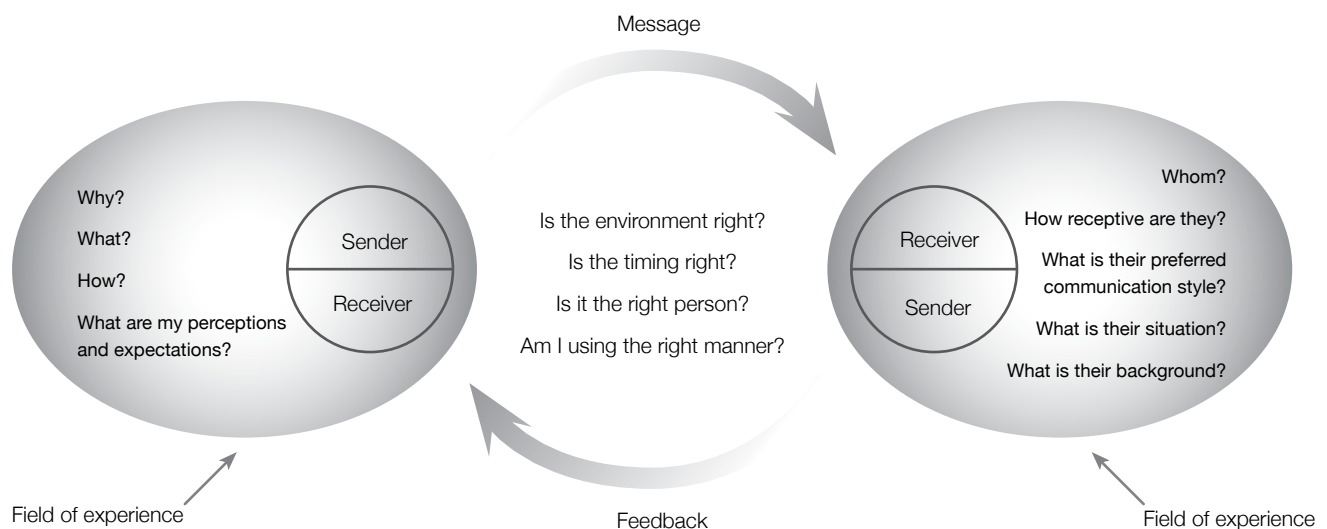 Message
Why?
What?
How?
What are my perceptions
and expectations?
Sender
Receiver
Is the environment right?
Is the timing right?
Is it the right person?
Am I using the right manner?
Receiver
Sender
Whom?
How receptive are they?
What is their preferred
communication style?
What is their situation?
What is their background?
Field of experience
Feedback
Field of experience